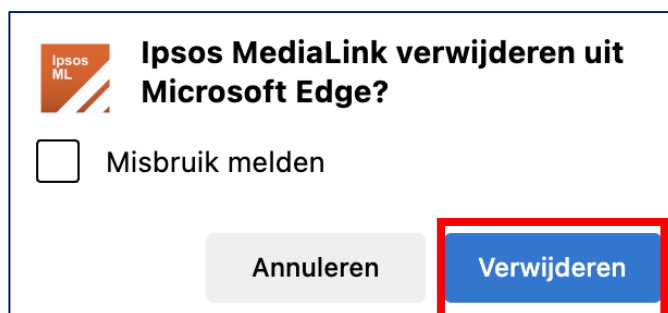 Ipsos
ML
Ipsos MediaLink verwijderen uit
Microsoft Edge?
Misbruik melden
Annuleren
Verwijderen